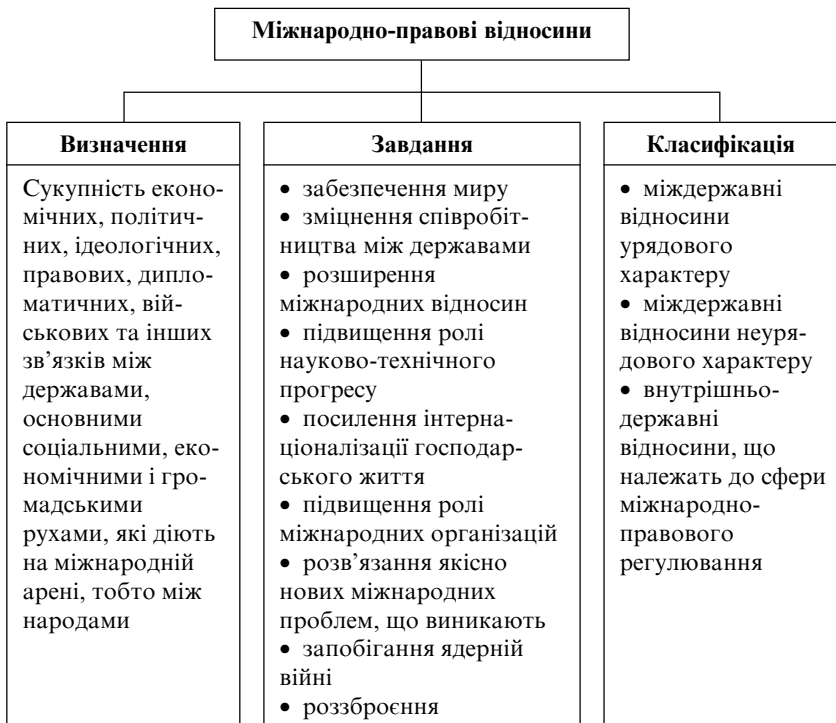 Міжнародно-правові відносини
Визначення
Сукупність еконо-
мічних, політич-
них, ідеологічних,
правових, дипло-
матичних, вій-
ськових та інших
зв’язків між
державами,
основними
соціальними, еко-
номічними і гро-
мадськими
рухами, які діють
на міжнародній
арені, тобто між
народами
Завдання
• забезпечення миру
• зміцнення співробіт-
ництва між державами
• розширення
міжнародних відносин
• підвищення ролі
науково-технічного
прогресу
• посилення інтерна-
ціоналізації господар-
ського життя
• підвищення ролі
міжнародних організацій
• розв’язання якісно
нових міжнародних
проблем, що виникають
• запобігання ядерній
війні
• роззброєння
Класифікація
• міждержавні
відносини
урядового
характеру
• міждержавні
відносини неуря-
дового характеру
• внутрішньо-
державні
відносини, що
належать до сфери
міжнародно-
правового
регулювання